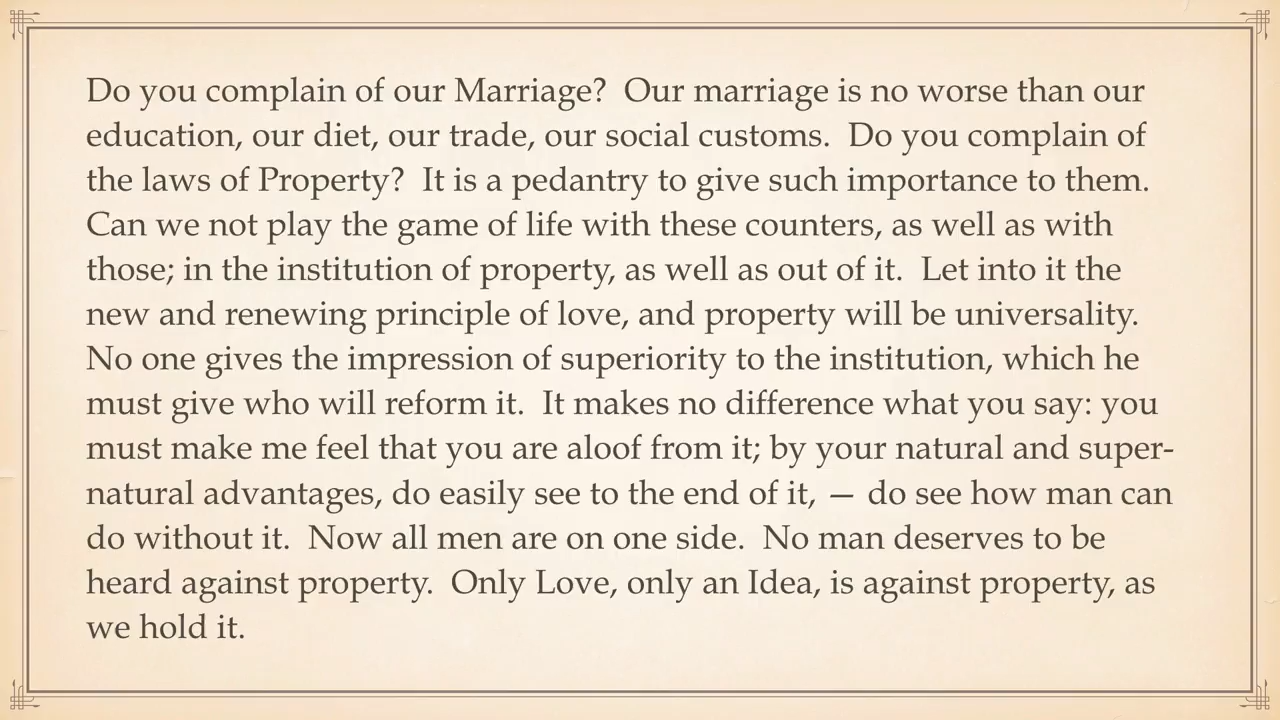 Do you complain of our Marriage?  Our marriage is no worse than our
education, our diet, our trade, our social customs.  Do you complain of
the laws of Property?  It is a pedantry to give such importance to them.
Can we not play the game of life with these counters, as well as with
those; in the institution of property, as well as out of it.  Let into it the
new and renewing principle of love, and property will be universality.
No one gives the impression of superiority to the institution, which he
must give who will reform it.  It makes no difference what you say: you
must make me feel that you are aloof from it; by your natural and super-
natural advantages, do easily see to the end of it, — do see how man can
do without it.  Now all men are on one side.  No man deserves to be
heard against property.  Only Love, only an Idea, is against property, as
we hold it.